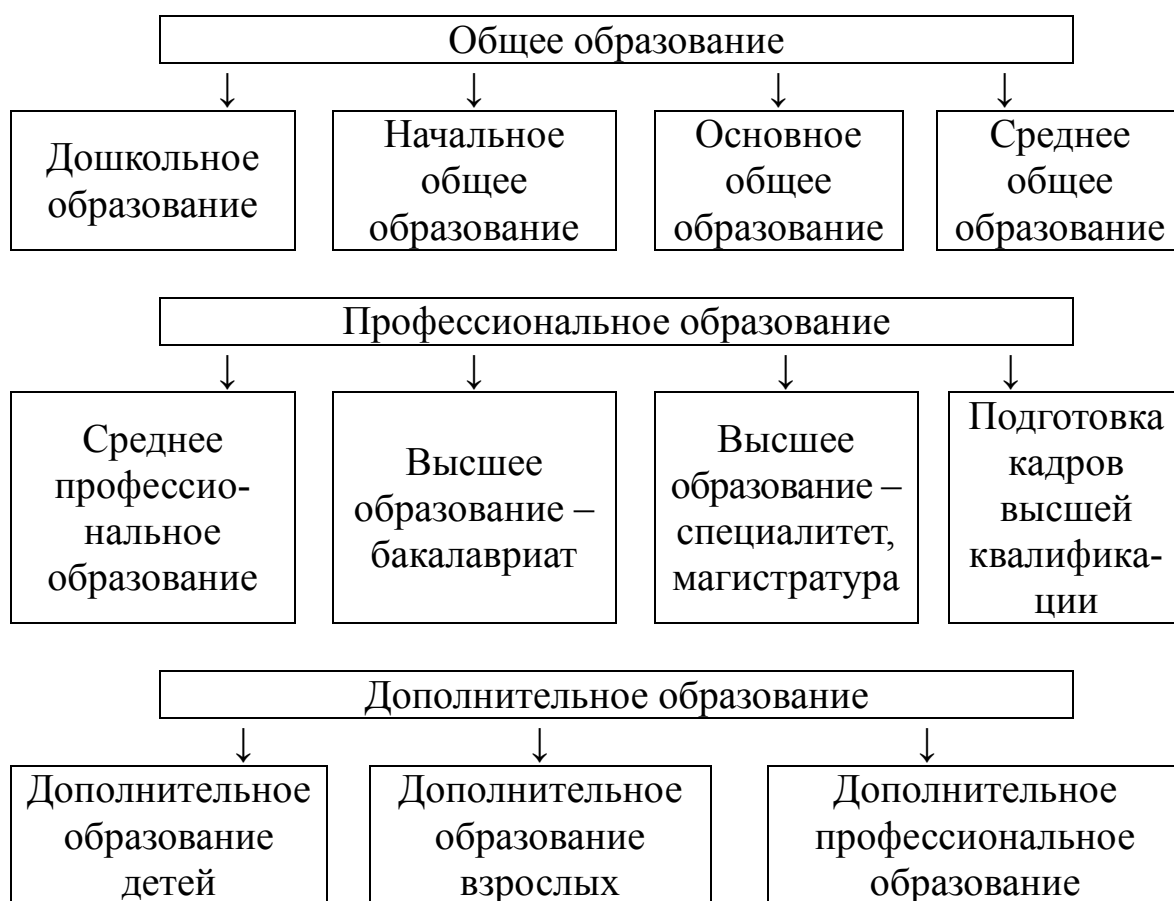 Общее образование
↓ ↓ ↓ ↓
Дошкольное
образование
Начальное
общее
образование
Основное
общее
образование
Среднее
общее
образование
Профессиональное образование
↓ ↓ ↓ ↓
Среднее
профессио-
нальное
образование
Высшее
образование –
бакалавриат
Высшее
образование –
специалитет,
магистратура
Подготовка
кадров
высшей
квалифика-
ции
Дополнительное образование
↓ ↓ ↓
Дополнительное
образование
детей
Дополнительное
образование
взрослых
Дополнительное
профессиональное
образование